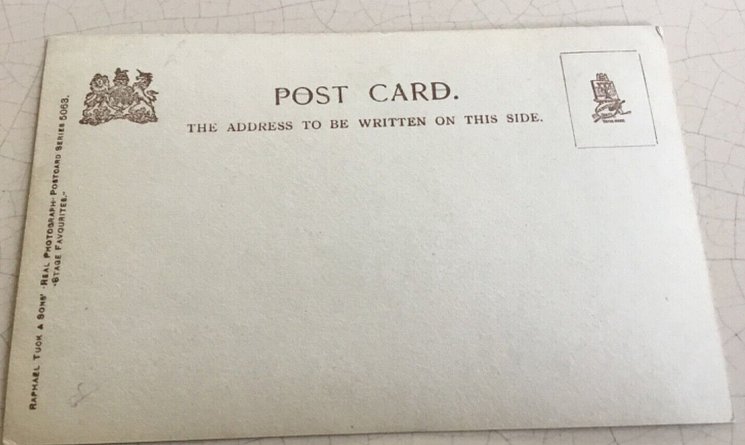 POST CARD.
THE ADDRESS TO BE WRITTEN ON THIS SIDE.
RAPHAEL TUCK & SONS' "REAL PHOTOGRAPH" POSTCARD SERIES 5063.
"STAGE FAVOURITES."